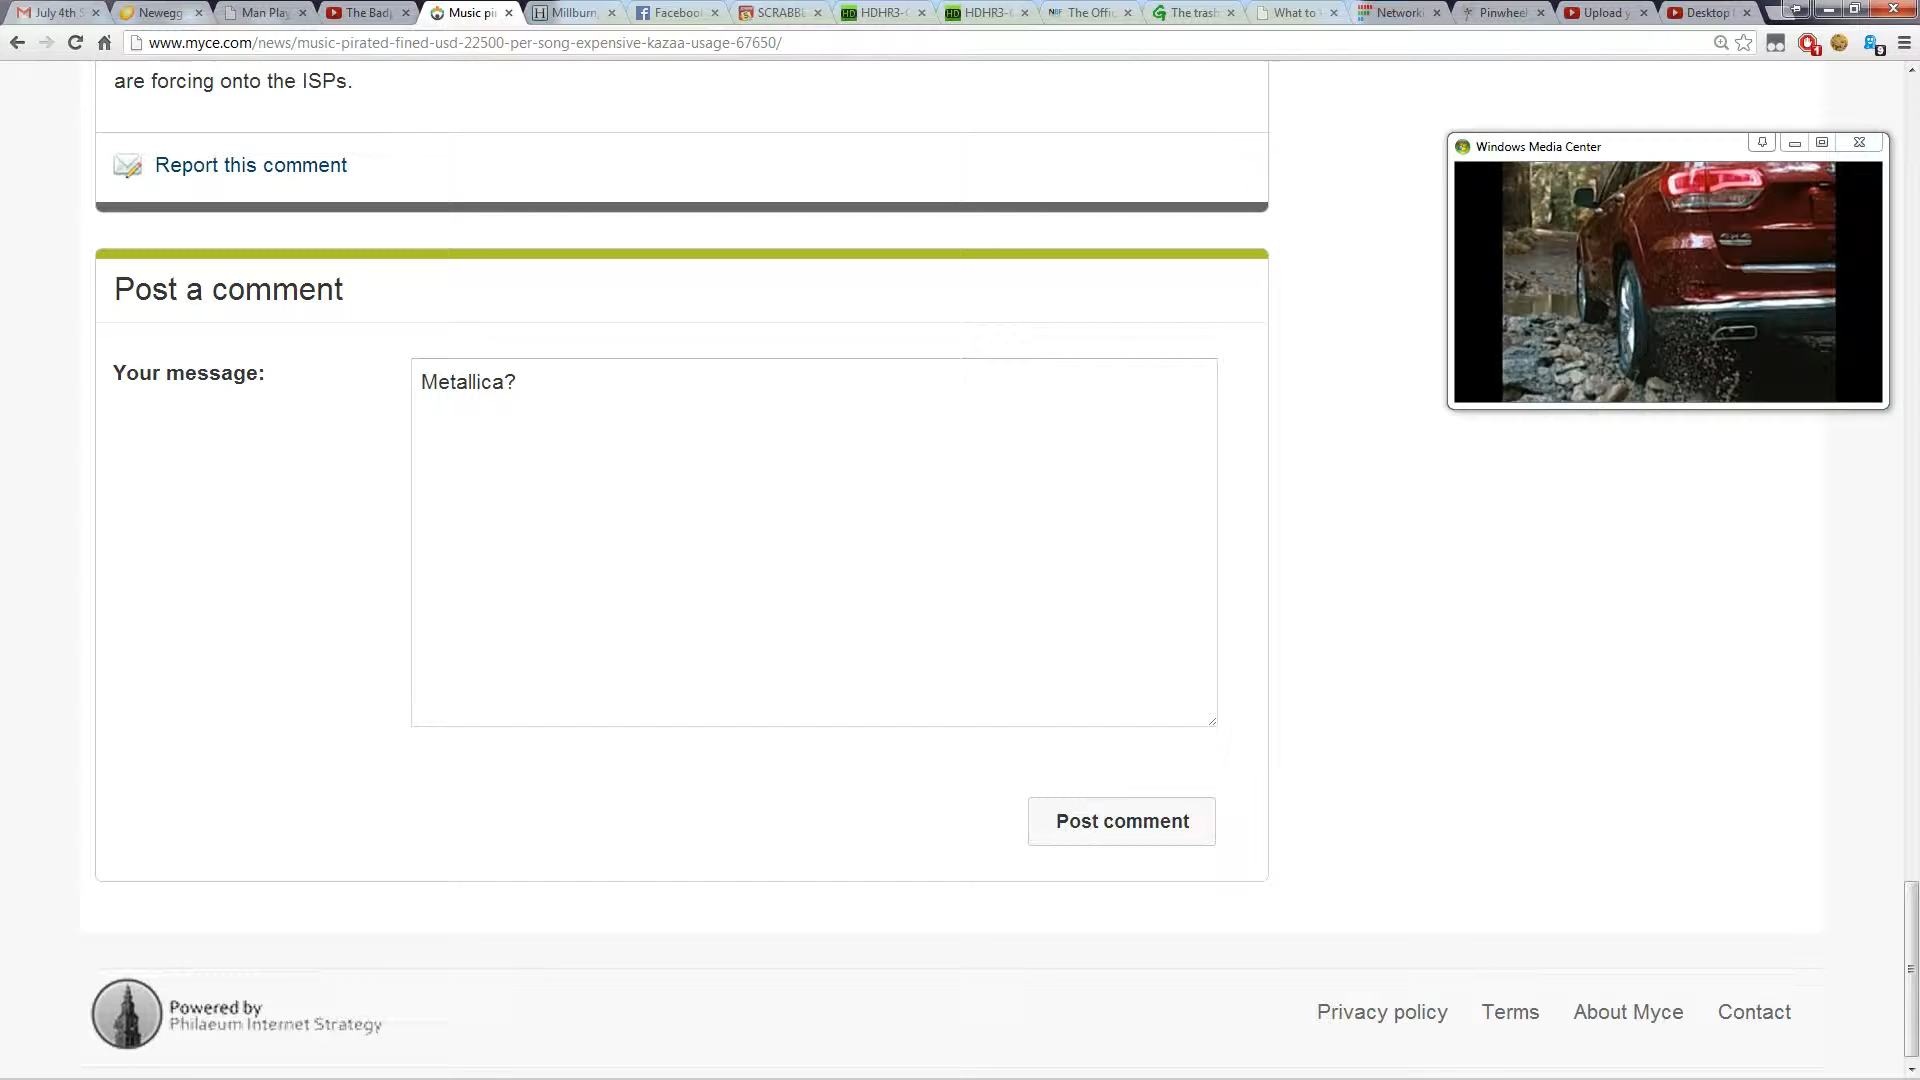 July 4th S
Newegg
Man Play
The Bad
Music pi
Millburn,
Faceboo
SCRABB
HDHR3-
HDHR3-
The Offi
The trash
What to
Network
Pinwheel
Upload y
Desktop
www.myce.com/news/music-pirated-fined-usd-22500-per-song-expensive-kazaa-usage-67650/
1
9
are forcing onto the ISPs.
Report this comment
Windows Media Center
Post a comment
Your message:
Metallica?
Post comment
Powered by
Philaeum Internet Strategy
Privacy policy
Terms
About Myce
Contact